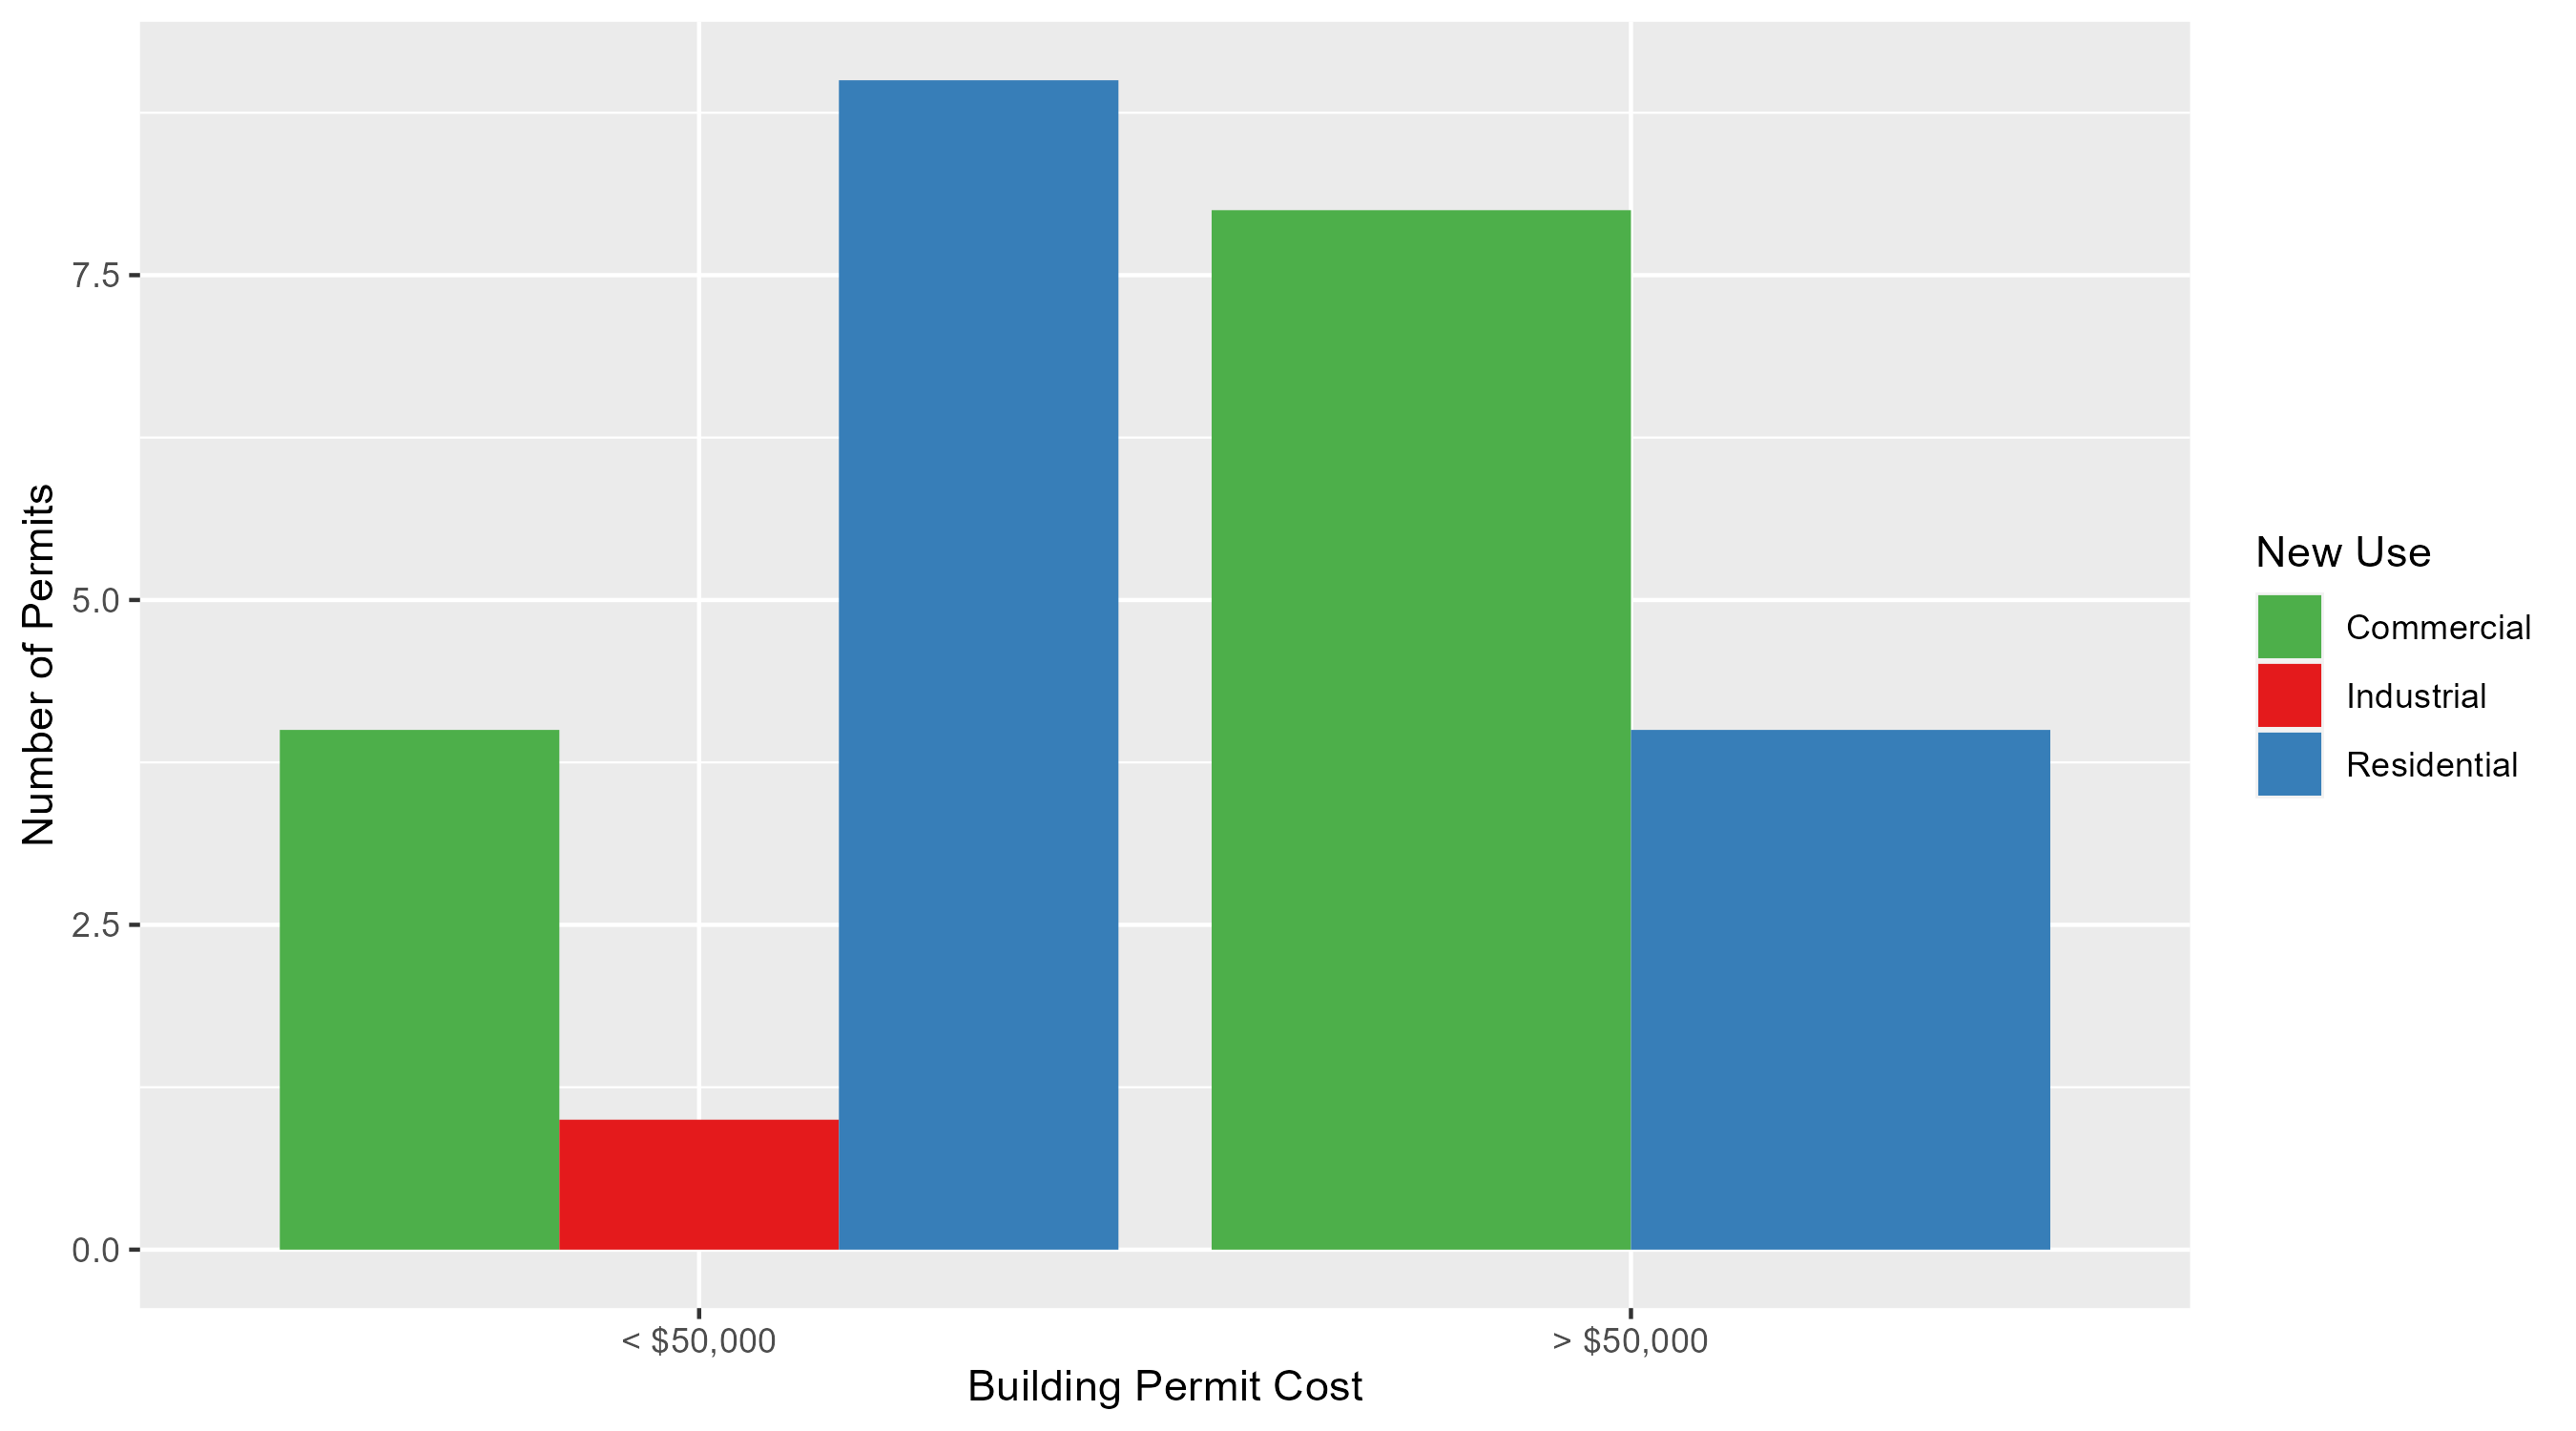 Number of Permits
7.5
5.0
2.5
0.0
< $50,000
> $50,000
Building Permit Cost
New Use
Commercial
Industrial
Residential